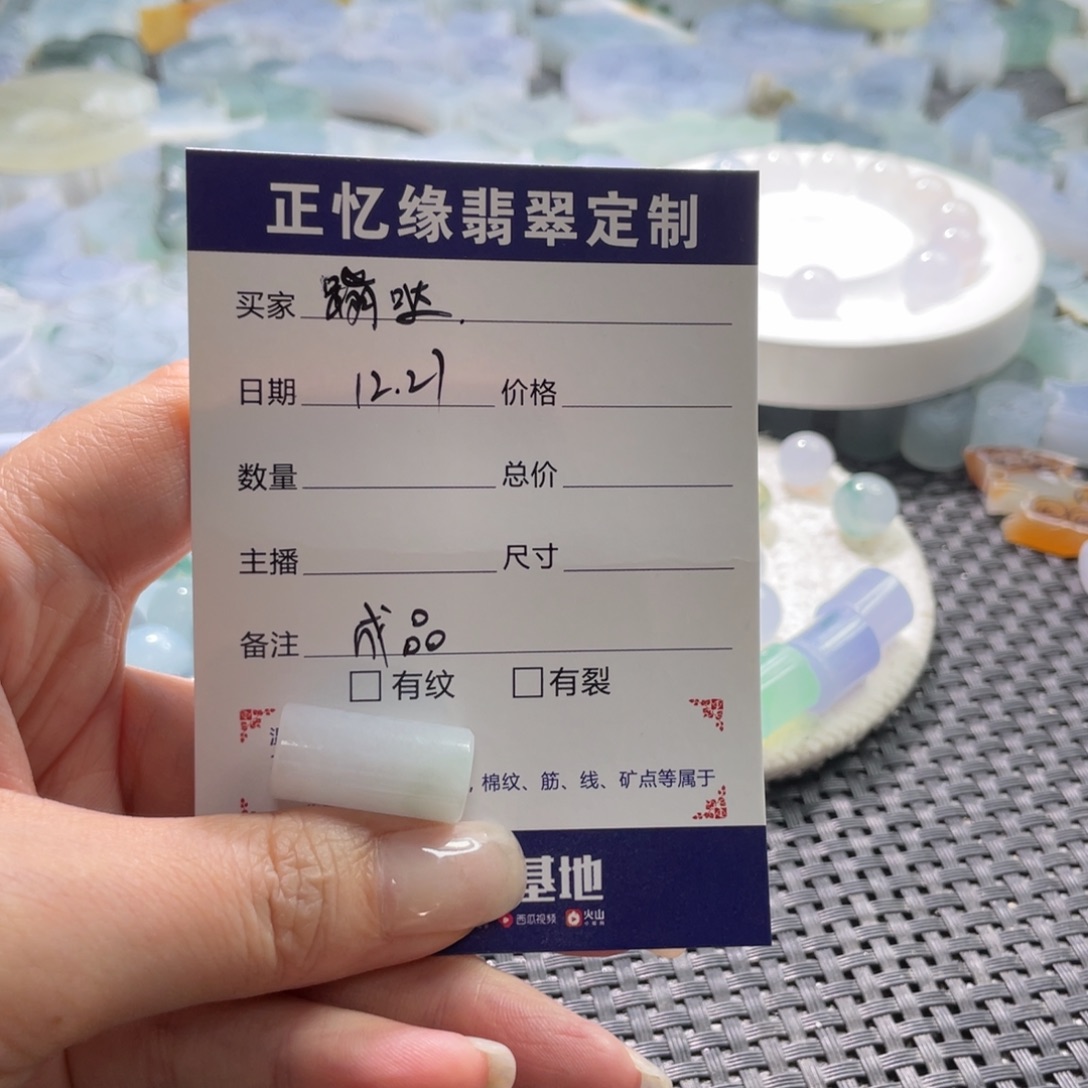 正忆缘翡翠定制
买家 蹦哒.
日期 12.21 价格
数量 总价
主播 尺寸
备注 成品
□有纹 □有裂
，棉纹、筋、线、矿点等属于
基地
西瓜视频 火山